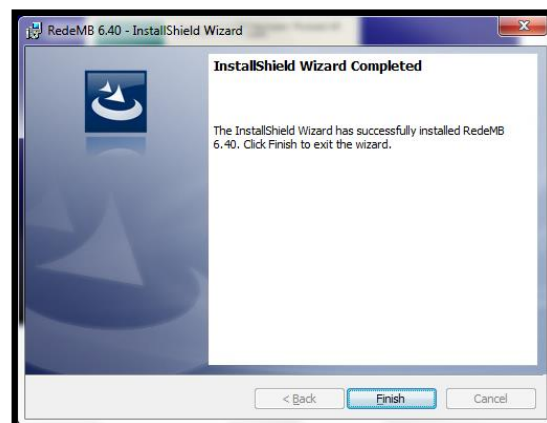 RedeMB 6.40 - InstallShield Wizard
InstallShield Wizard Completed
The InstallShield Wizard has successfully installed RedeMB
6.40. Click Finish to exit the wizard.
< Back
Finish
Cancel